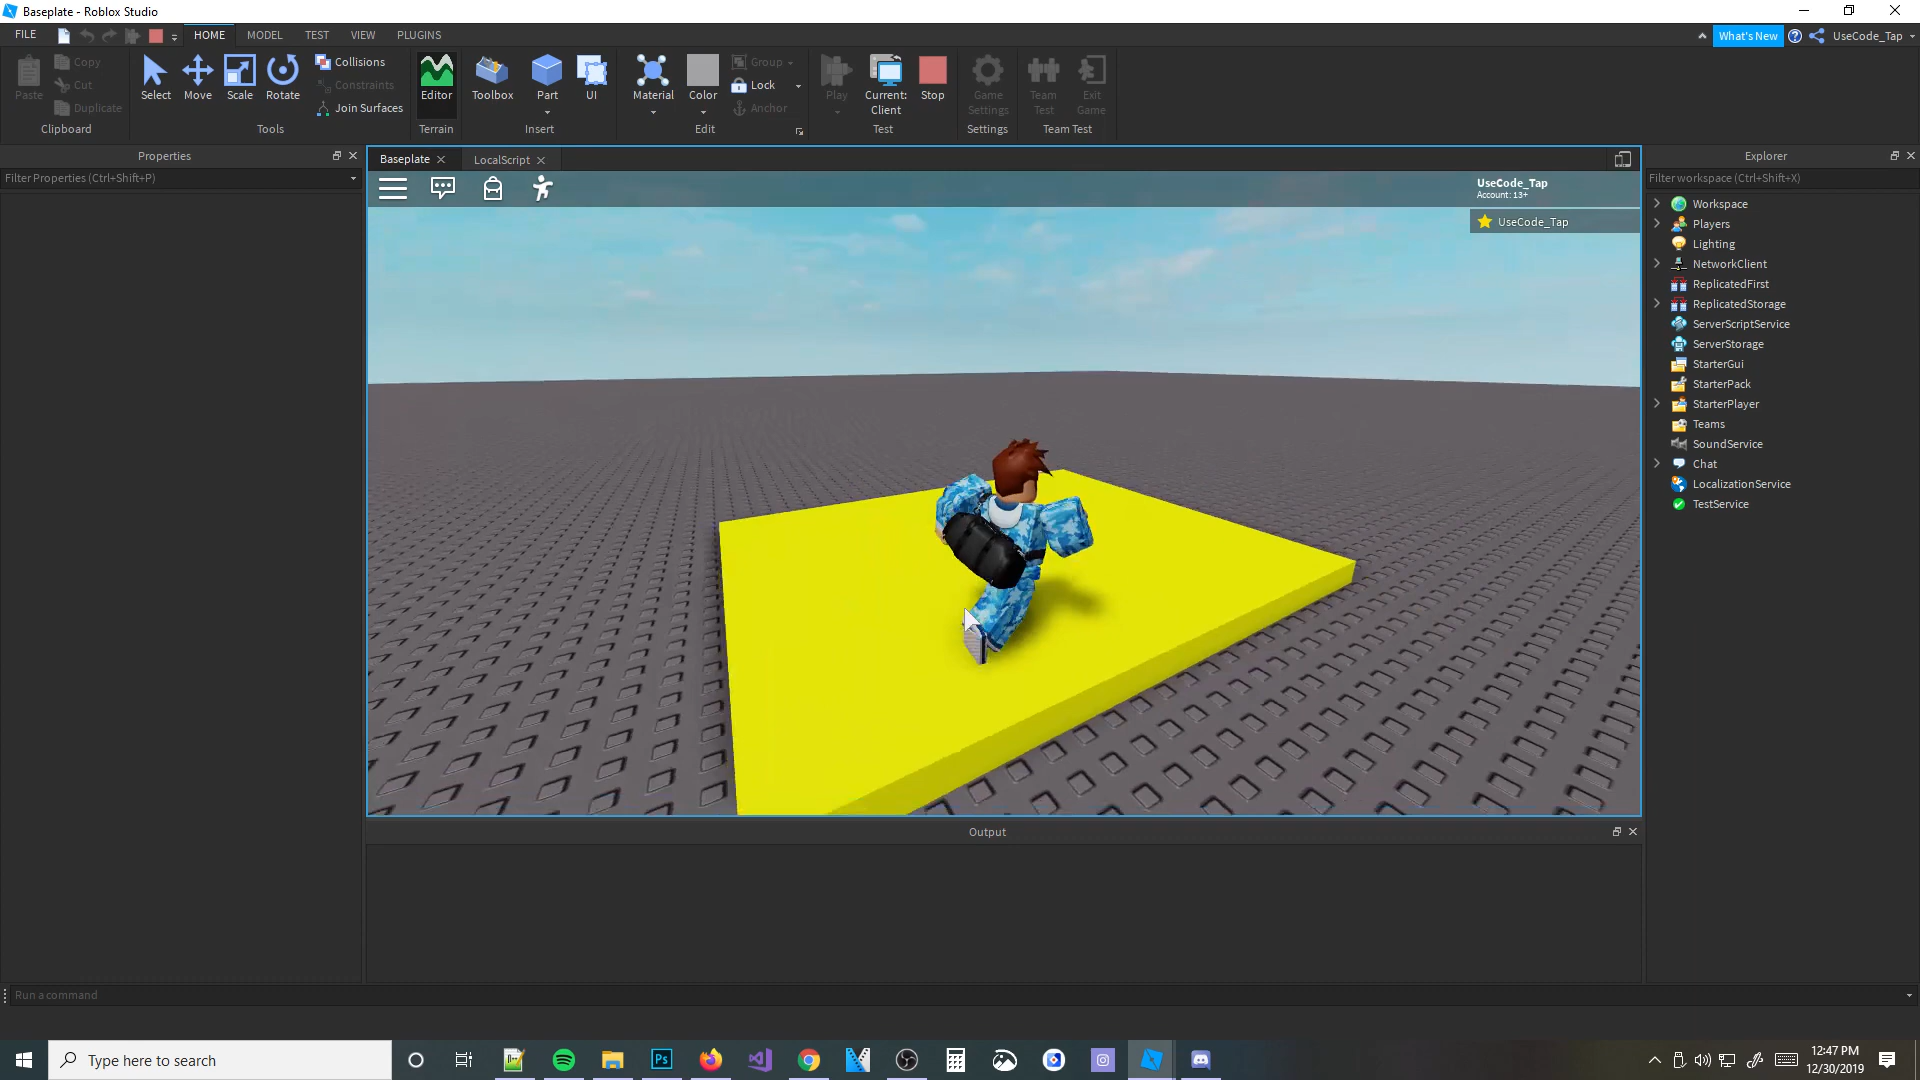 Baseplate - Roblox Studio
FILE
HOME
MODEL
TEST
VIEW
PLUGINS
What's New
UseCode_Tap
Paste
Copy
Cut
Duplicate
Clipboard
Select
Move
Scale
Rotate
Collisions
Constraints
Join Surfaces
Tools
Editor
Terrain
Toolbox
Part
UI
Insert
Material
Color
Group
Lock
Anchor
Edit
Play
Current:
Client
Stop
Test
Game
Settings
Settings
Team
Test
Exit
Game
Team Test
Properties
Filter Properties (Ctrl+Shift+P)
Baseplate
LocalScript
UseCode_Tap
Account: 13+
UseCode_Tap
Explorer
Filter workspace (Ctrl+Shift+X)
Workspace
Players
Lighting
NetworkClient
ReplicatedFirst
ReplicatedStorage
ServerScriptService
ServerStorage
StarterGui
StarterPack
StarterPlayer
Teams
SoundService
Chat
LocalizationService
TestService
Output
Run a command
Type here to search
Ps
12:47 PM
12/30/2019